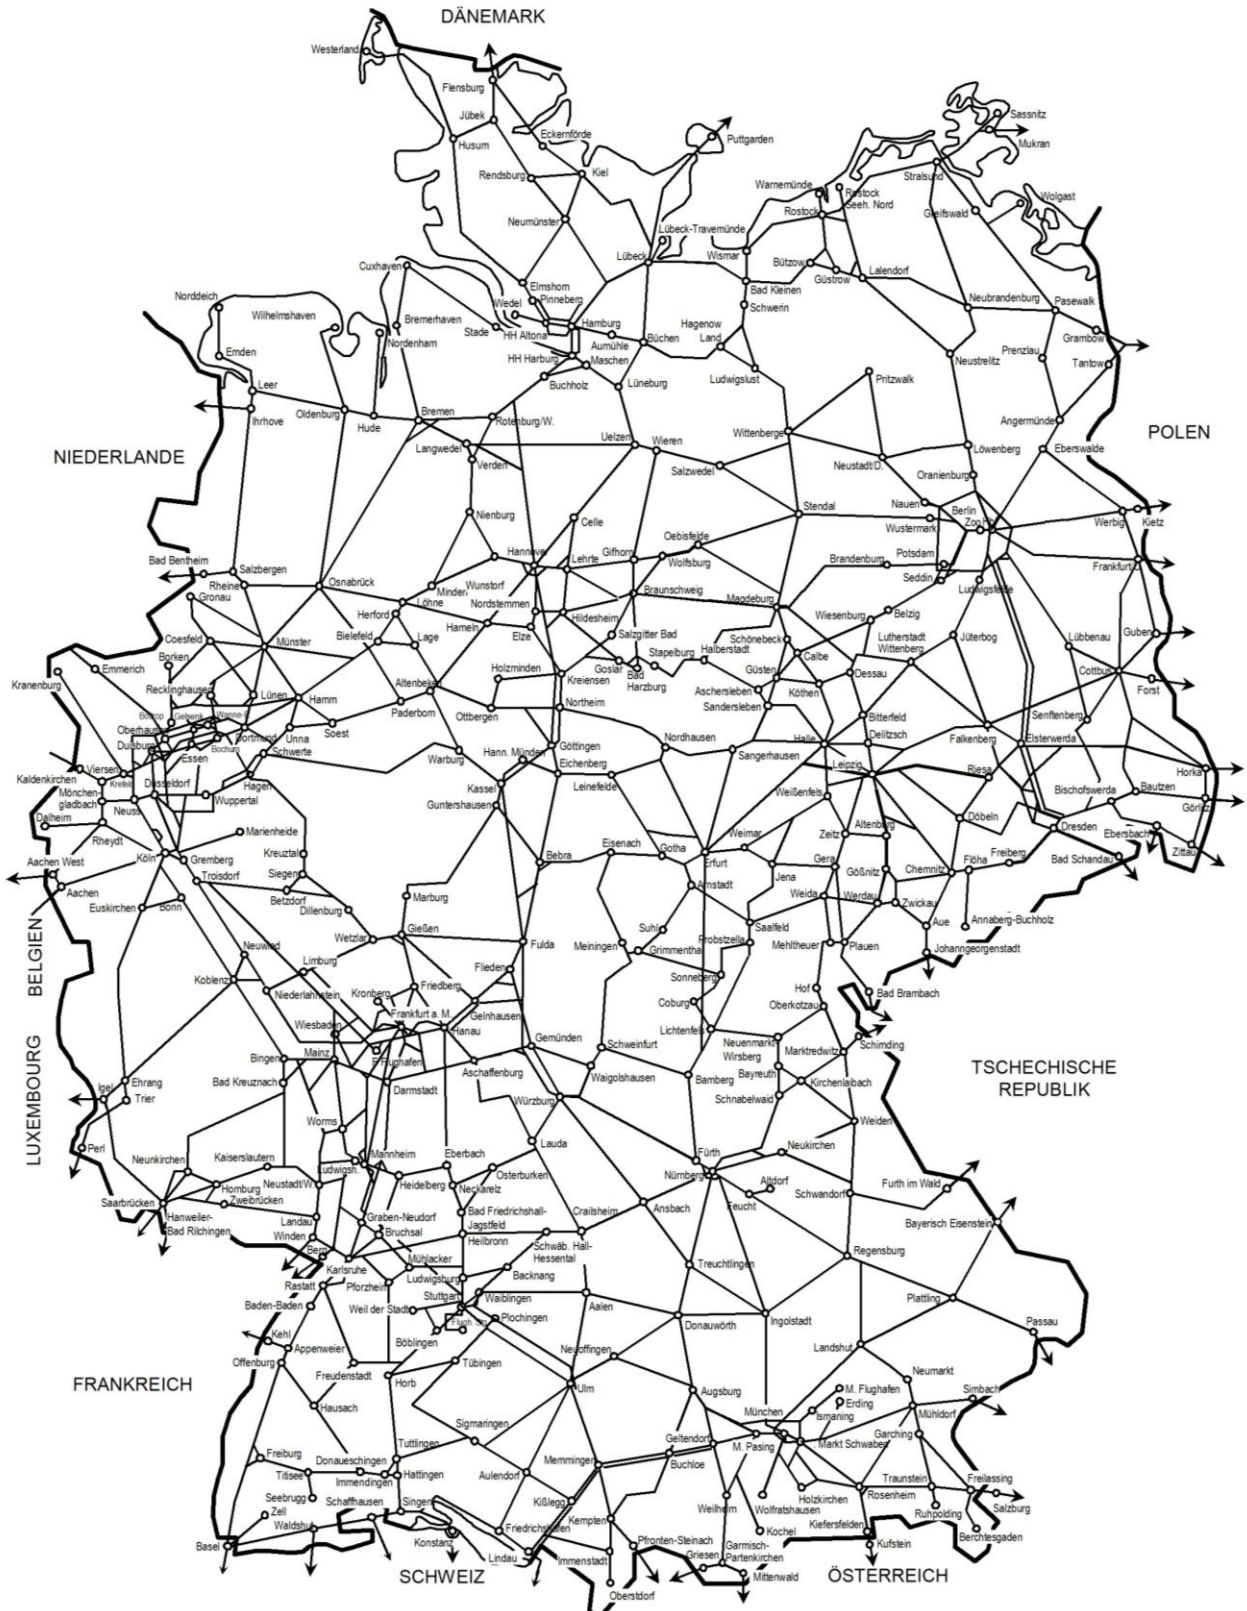 DÄNEMARK
Westerland
Flensburg
Sassnitz
Jübek
Eckernförde
Puttgarden
Mukran
Husum
Stralsund
Rendsburg
Kiel
Warnemünde
Rostock
Seeh. Nord
Wolgast
Rostock
Greifswald
Neumünster
Lübeck-Travemünde
Lübeck
Wismar
Cuxhaven
Bützow
Güstrow
Lalendorf
Elmshorn
Bad Kleinen
Norddeich
Pinneberg
Wedel
Schwerin
Neubrandenburg
Pasewalk
Wilhelmshaven
Bremerhaven
Stade
HH Altona
Hamburg
Hagenow
Land
Grambow
Nordenham
Aumühle
Büchen
Emden
HH Harburg
Maschen
Neustrelitz
Prenzlau
Tantow
Buchholz
Lüneburg
Ludwigslust
Pritzwalk
Leer
Ihrhove
Oldenburg
Hude
Bremen
Rotenburg/W.
Angermünde
POLEN
Langwedel
Uelzen
Wieren
Wittenberge
Löwenberg
Eberswalde
NIEDERLANDE
Verden
Salzwedel
Neustadt/D.
Oranienburg
Nauen
Nienburg
Celle
Stendal
Berlin
Wustermark
Zoo
Hbf
Werbig
Kietz
Oebisfelde
Bad Bentheim
Salzbergen
Hannover
Lehrte
Gifhorn
Wolfsburg
Brandenburg
Potsdam
Frankfurt/O.
Rheine
Osnabrück
Minden
Wunstorf
Seddin
Ludwigsfelde
Gronau
Löhne
Nordstemmen
Braunschweig
Magdeburg
Herford
Hameln
Hildesheim
Wiesenburg
Belzig
Coesfeld
Münster
Bielefeld
Lage
Elze
Salzgitter Bad
Schönebeck
Lutherstadt
Wittenberg
Jüterbog
Lübbenau
Guben
Borken
Stapelburg
Halberstadt
Calbe
Emmerich
Goslar
Bad
Harzburg
Güsten
Dessau
Cottbus
Kranenburg
Holzminden
Kreiensen
Recklinghausen
Lünen
Hamm
Altenbeken
Aschersleben
Köthen
Forst
Paderborn
Ottbergen
Northeim
Sandersleben
Bottrop
Gelsenk.
Wanne-E.
Bitterfeld
Senftenberg
Oberhausen
Dortmund
Unna
Soest
Duisburg
Bochum
Schwerte
Hann. Münden
Göttingen
Nordhausen
Halle
Delitzsch
Falkenberg
Elsterwerda
Essen
Warburg
Eichenberg
Sangerhausen
Viersen
Leipzig
Riesa
Horka
Kaldenkirchen
Krefeld
Düsseldorf
Hagen
Kassel
Leinefelde
Bischofswerda
Bautzen
Mönchen-
gladbach
Wuppertal
Guntershausen
Weißenfels
Görlitz
Neuss
Dalheim
Rheydt
Marienheide
Weimar
Zeitz
Altenburg
Döbeln
Dresden
Ebersbach
Köln
Kreuztal
Bebra
Eisenach
Gotha
Erfurt
Zittau
Aachen West
Gremberg
Gera
Gößnitz
Chemnitz
Flöha
Freiberg
Bad Schandau
Troisdorf
Siegen
Jena
Aachen
Betzdorf
Arnstadt
Weida
Werdau
Euskirchen
Bonn
Dillenburg
Marburg
Zwickau
Annaberg-Buchholz
BELGIEN
Wetzlar
Gießen
Suhl
Saalfeld
Aue
Neuwied
Fulda
Meiningen
Grimmentha
Probstzella
Mehltheuer
Plauen
Johanngeorgenstadt
Koblenz
Limburg
Flieden
Sonneberg
Niederlahnstein
Kronberg
Friedberg
Hof
Bad Brambach
Gelnhausen
Coburg
Oberkotzau
Wiesbaden
Frankfurt a. M.
Hanau
Lichtenfels
Gemünden
Neuenmarkt
Wirsberg
Marktredwitz
Schirnding
LUXEMBOURG
Bingen
Mainz
F Flughafen
Schweinfurt
TSCHECHISCHE
REPUBLIK
Ehrang
Bad Kreuznach
Aschaffenburg
Waigolshausen
Bamberg
Bayreuth
Kirchenlaibach
Igel
Trier
Darmstadt
Würzburg
Schnabelwaid
Worms
Weiden
Perl
Lauda
Neunkirchen
Kaiserslautern
Ludwigsh.
Mannheim
Eberbach
Fürth
Neukirchen
Osterburken
Nürnberg
Altdorf
Furth im Wald
Homburg
Neustadt/W.
Heidelberg
Neckarelz
Schwandorf
Saarbrücken
Zweibrücken
Feucht
Hanweiler-
Bad Rilchingen
Landau
Graben-Neudorf
Bad Friedrichshall-
Jagstfeld
Crailsheim
Ansbach
Bayerisch Eisenstein
Winden
Bruchsal
Heilbronn
Schwäb. Hall-
Hessental
Berg
Karlsruhe
Mühlacker
Treuchtlingen
Regensburg
Rastatt
Pforzheim
Ludwigsburg
Backnang
Stuttgart
Waiblingen
Plattling
Baden-Baden
Weil der Stadt
Flugh. Stg.
Plochingen
Aalen
Donauwörth
Ingolstadt
Passau
Kehl
Appenweier
Böblingen
Neuoffingen
Landshut
Offenburg
Freudenstadt
Tübingen
Neumarkt
FRANKREICH
Horb
Ulm
Augsburg
M. Flughafen
Simbach
Hausach
München
Erding
Ismaning
Mühldorf
Sigmaringen
Geltendorf
M. Pasing
Markt Schwaben
Garching
Tuttlingen
Freiburg
Donaueschingen
Memmingen
Buchloe
Titisee
Immendingen
Hattingen
Aulendorf
Traunstein
Freilassing
Seebrugg
Schaffhausen
Singen
Kißlegg
Weilheim
Wolfratshausen
Holzkirchen
Rosenheim
Salzburg
Zell
Kempten
Ruhpolding
Waldshut
Friedrichshafen
Kochel
Kiefersfelden
Berchtesgaden
Basel
Konstanz
Pfronten-Steinach
Garmisch-
Partenkirchen
Kufstein
Lindau
Immenstadt
Griesen
SCHWEIZ
Mittenwald
ÖSTERREICH
Oberstdorf